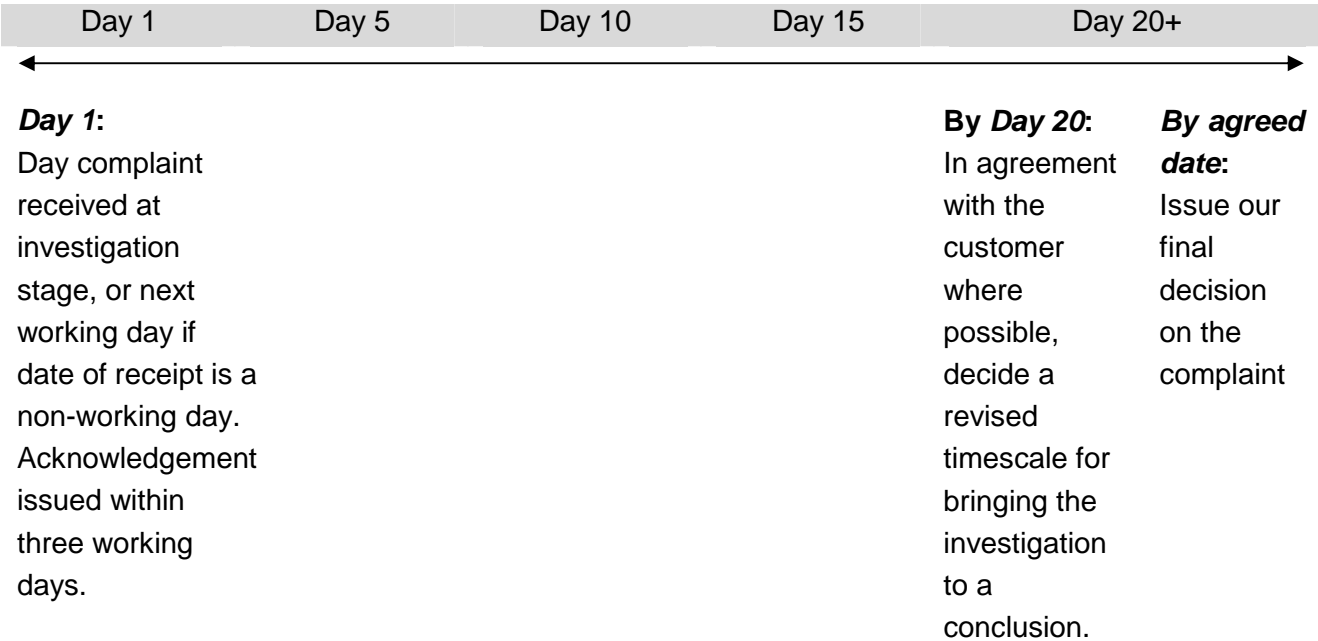 Day 1 Day 5 Day 10 Day 15 Day 20+
Day 1:
Day complaint
received at
investigation
stage, or next
working day if
date of receipt is a
non-working day.
Acknowledgement
issued within
three working
days.
By Day 20:
In agreement
with the
customer
where
possible,
decide a
revised
timescale for
bringing the
investigation
to a
conclusion.
By agreed
date:
Issue our
final
decision
on the
complaint